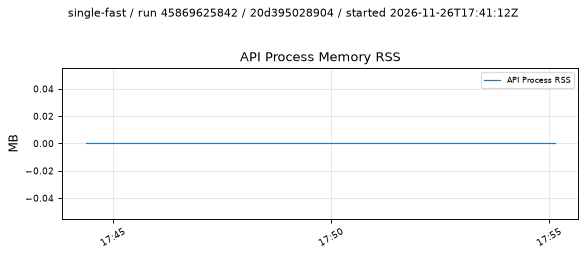 single-fast / run 45869625842 / 20d395028904 / started 2026-11-26T17:41:12Z
API Process Memory RSS
API Process RSS
MB
0.04
0.02
0.00
−0.02
−0.04
17:45
17:50
17:55